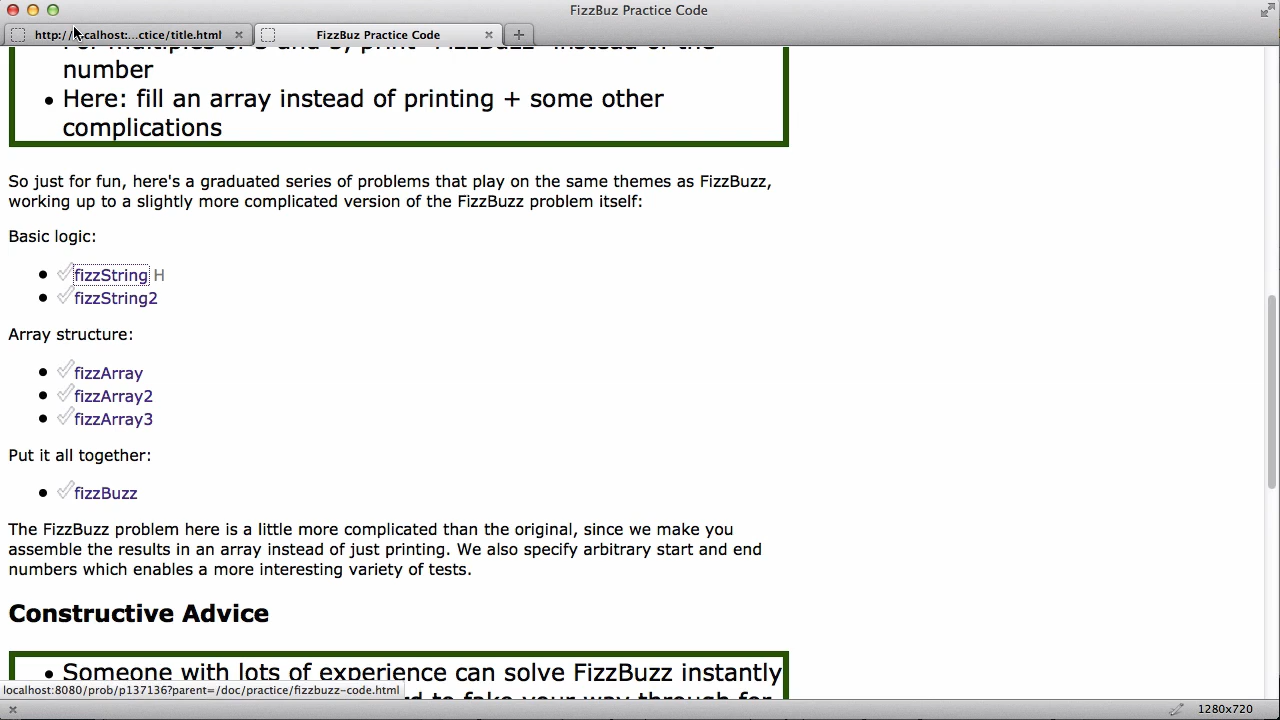 FizzBuz Practice Code
http://localhost:...ctice/title.html
FizzBuz Practice Code
number
Here: fill an array instead of printing + some other
complications
So just for fun, here's a graduated series of problems that play on the same themes as FizzBuzz,
working up to a slightly more complicated version of the FizzBuzz problem itself:
Basic logic:
fizzString H
fizzString2
Array structure:
fizzArray
fizzArray2
fizzArray3
Put it all together:
fizzBuzz
The FizzBuzz problem here is a little more complicated than the original, since we make you
assemble the results in an array instead of just printing. We also specify arbitrary start and end
numbers which enables a more interesting variety of tests.
Constructive Advice
Someone with lots of experience can solve FizzBuzz instantly
localhost:8080/prob/p137136?parent=/doc/practice/fizzbuzz-code.html
1280x720